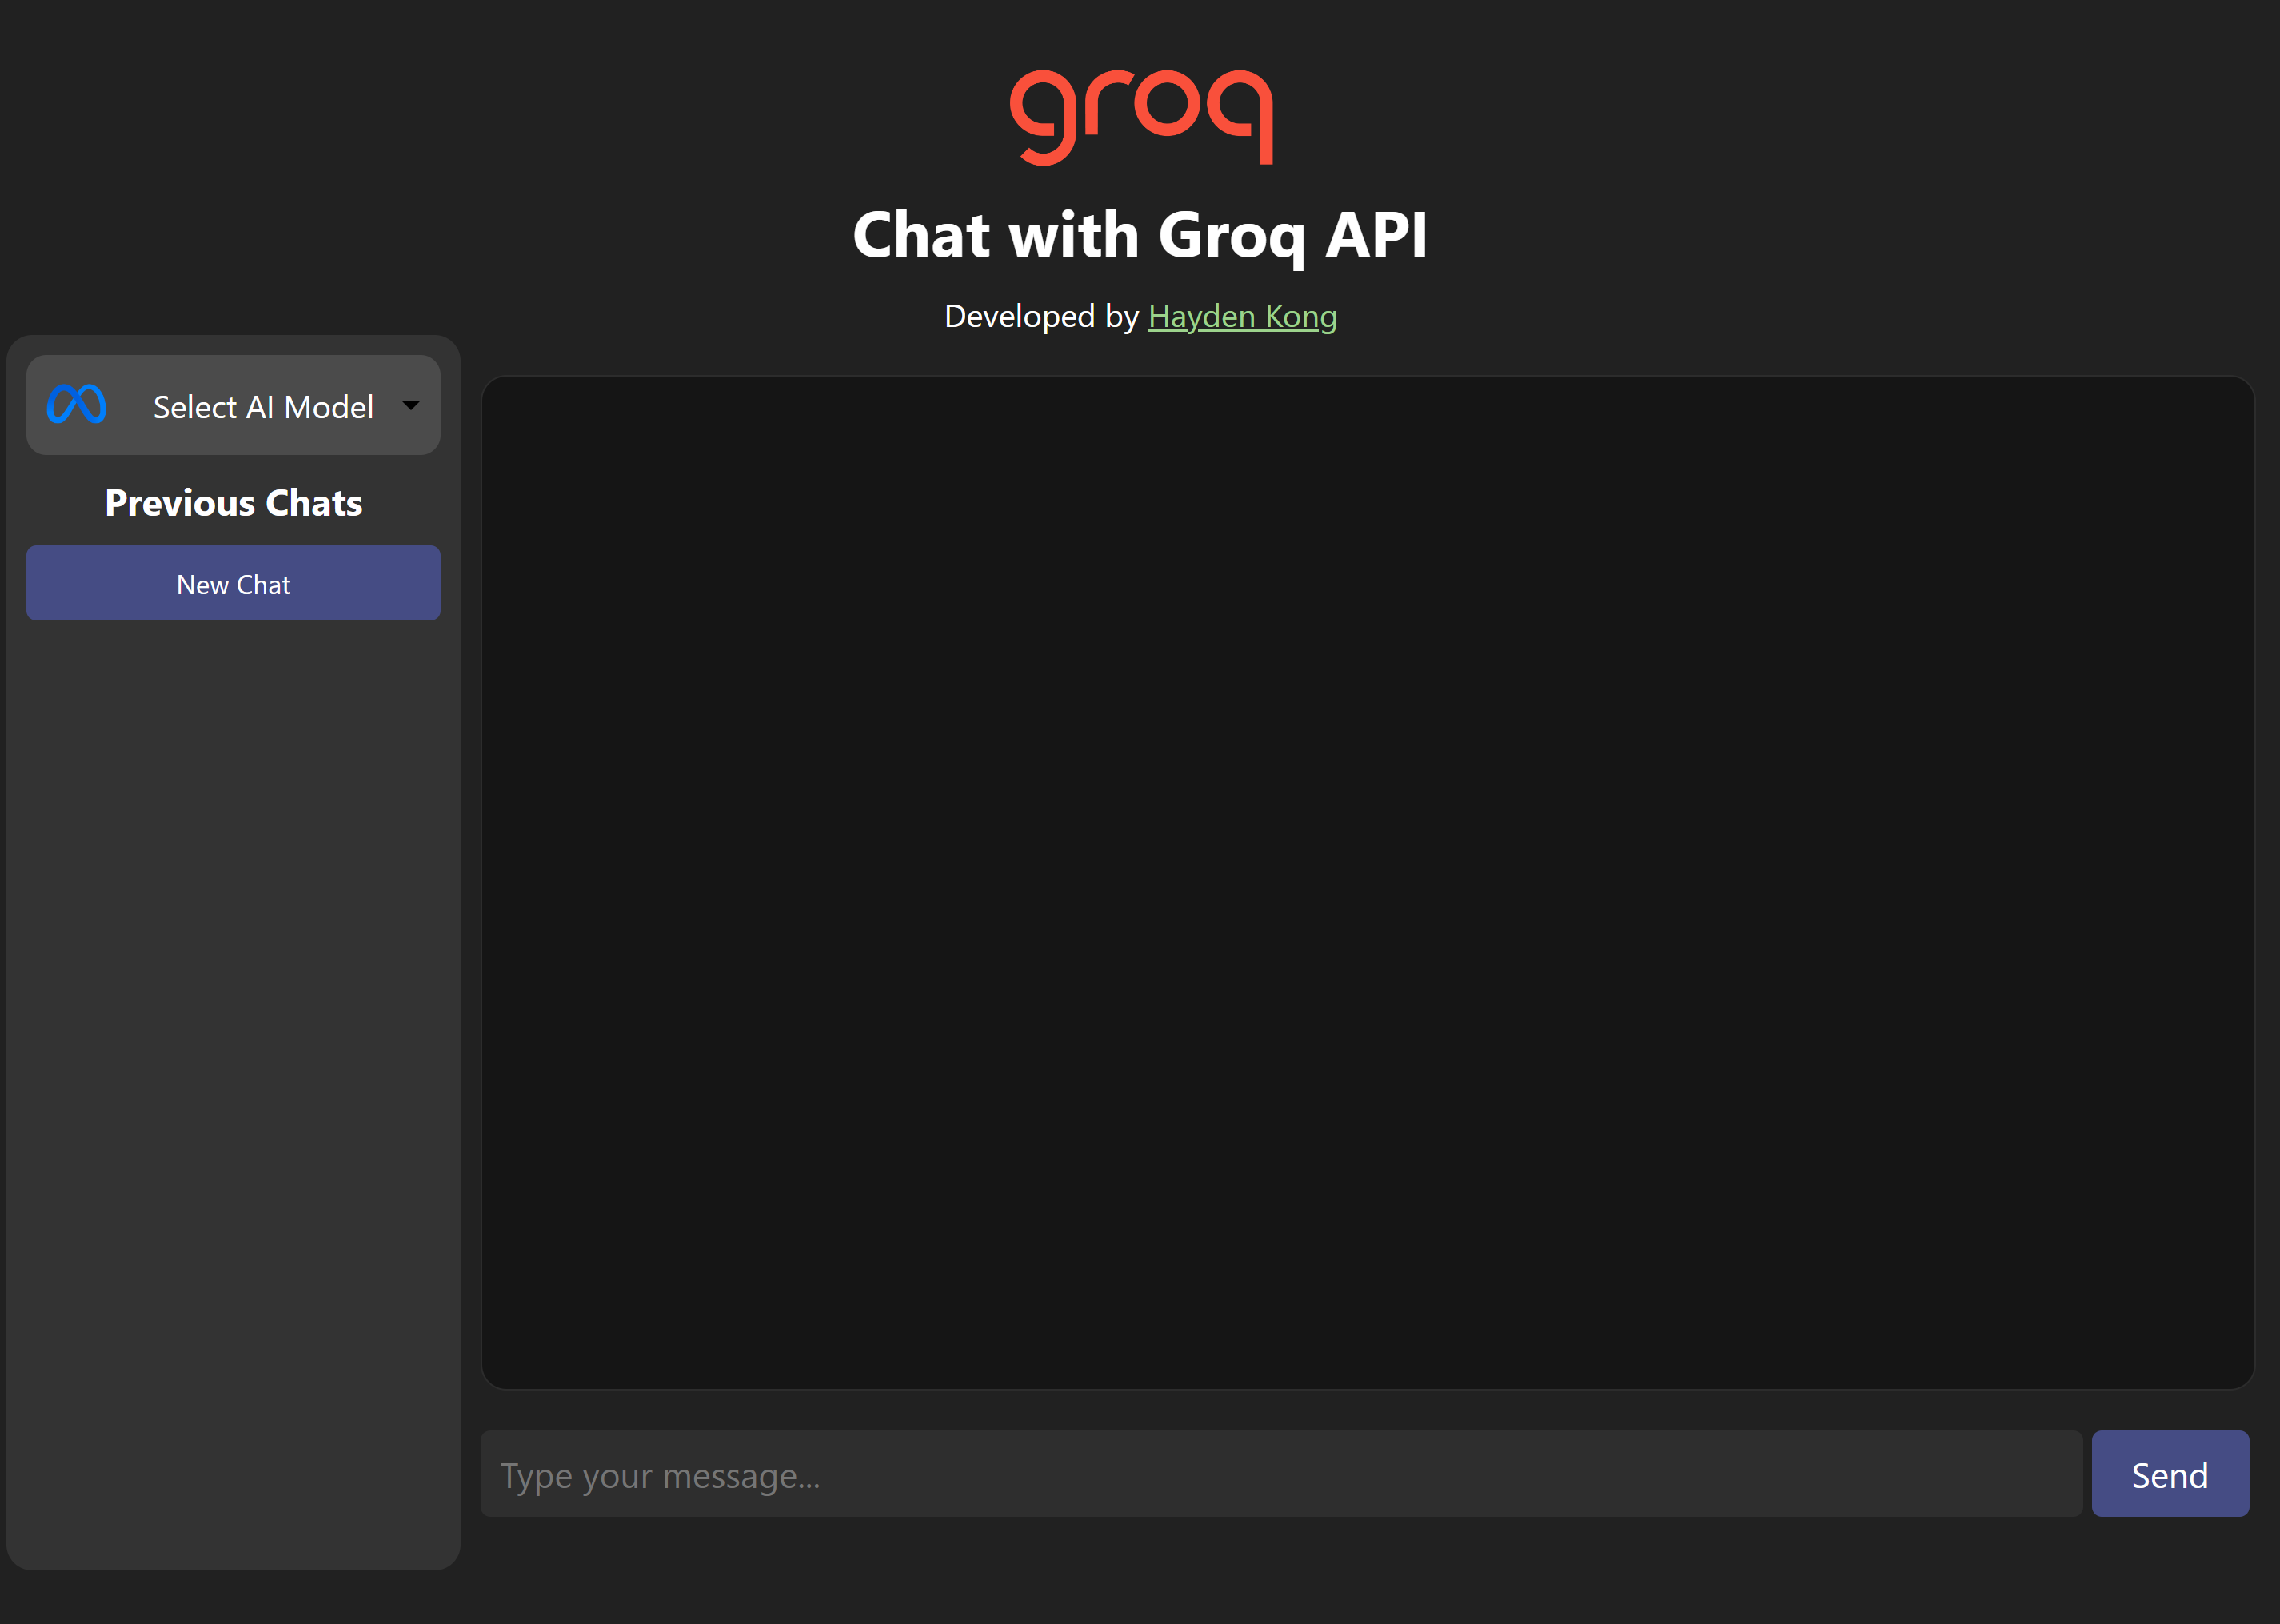 groq
Chat with Groq API
Developed by Hayden Kong
Select AI Model
Previous Chats
New Chat
Type your message...
Send